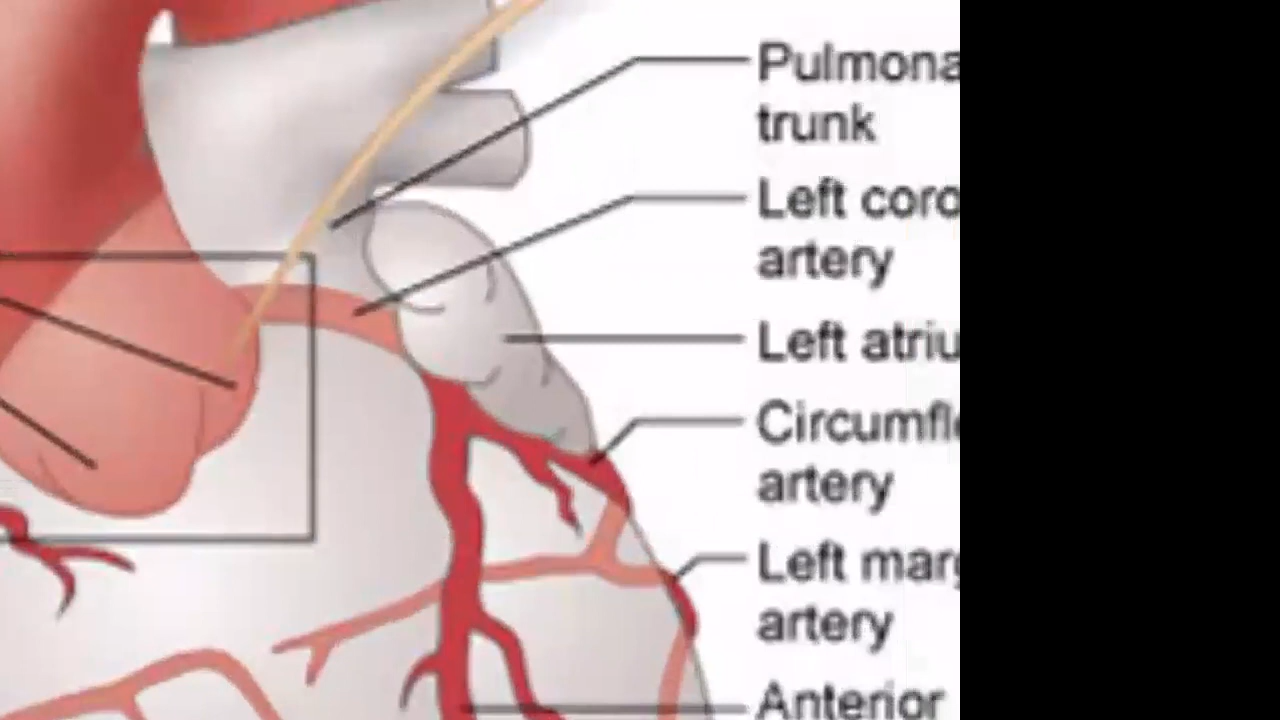 Pulmona
trunk
Left coro
artery
Left atriu
Circumfle
artery
Left marg
artery
Anterior